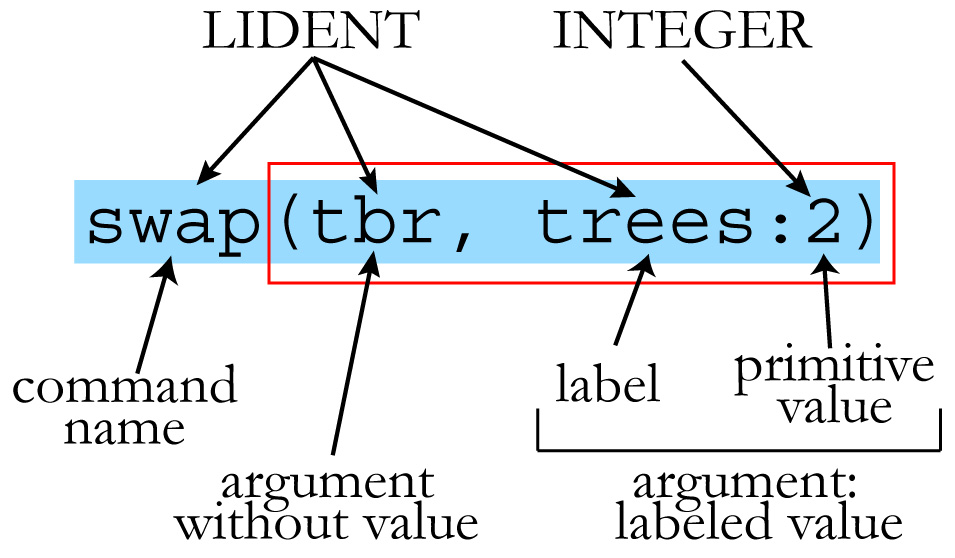 LIDENT INTEGER
swap(tbr, trees:2)
command
name
label
primitive
value
argument
without value
argument:
labeled value